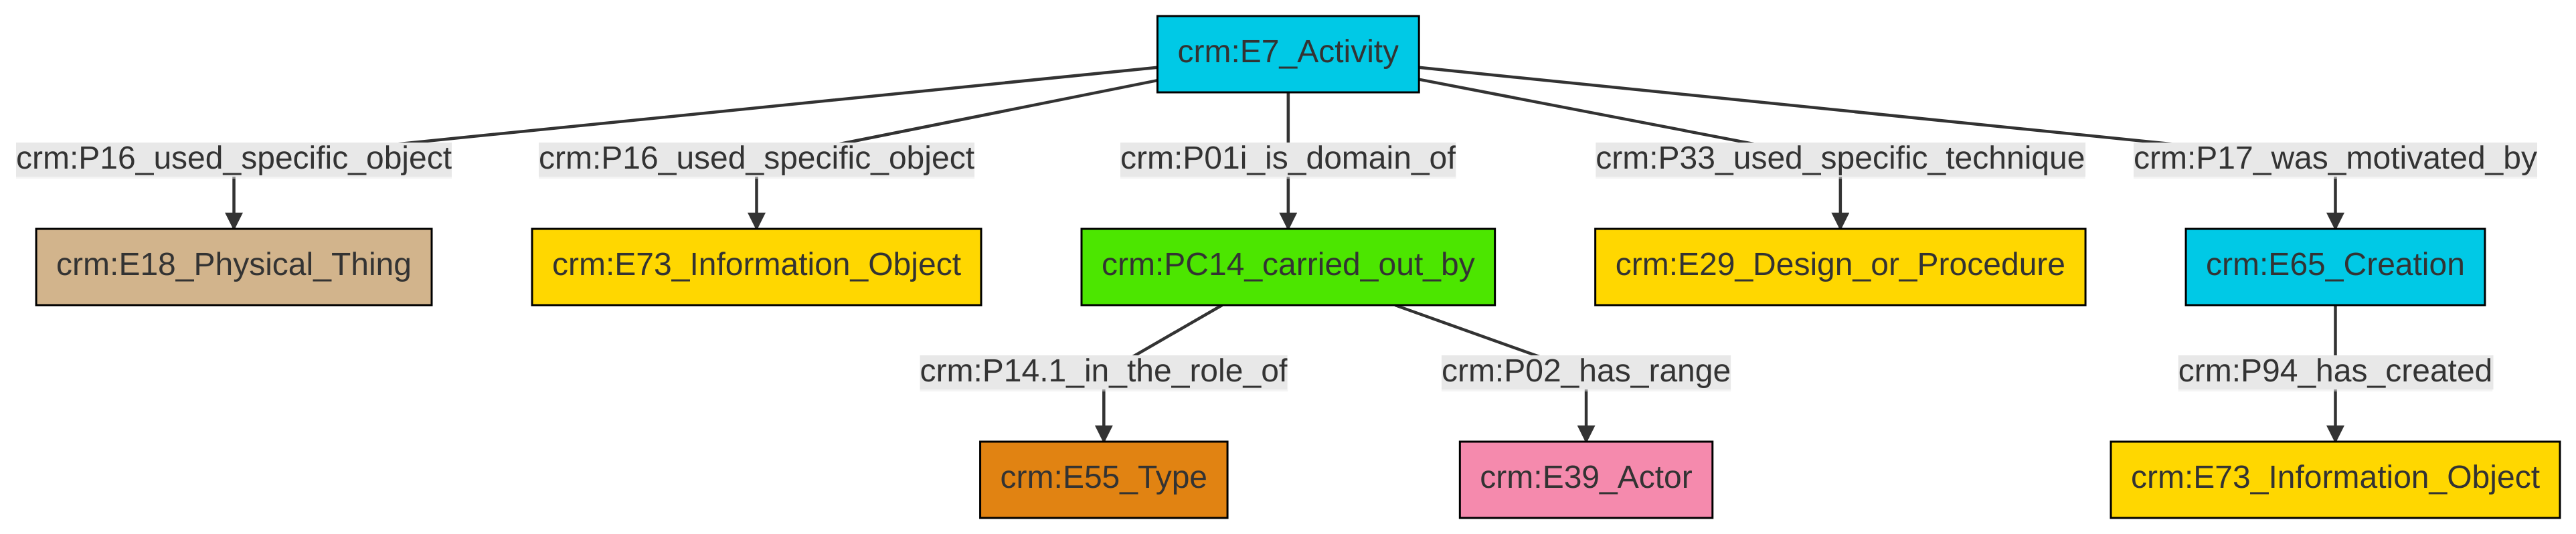 crm:E7_Activity
crm:P16_used_specific_object
crm:P16_used_specific_object
crm:P01i_is_domain_of
crm:P33_used_specific_technique
crm:P17_was_motivated_by
crm:E18_Physical_Thing
crm:E73_Information_Object
crm:PC14_carried_out_by
crm:E29_Design_or_Procedure
crm:E65_Creation
crm:P14.1_in_the_role_of
crm:P02_has_range
crm:P94_has_created
crm:E55_Type
crm:E39_Actor
crm:E73_Information_Object